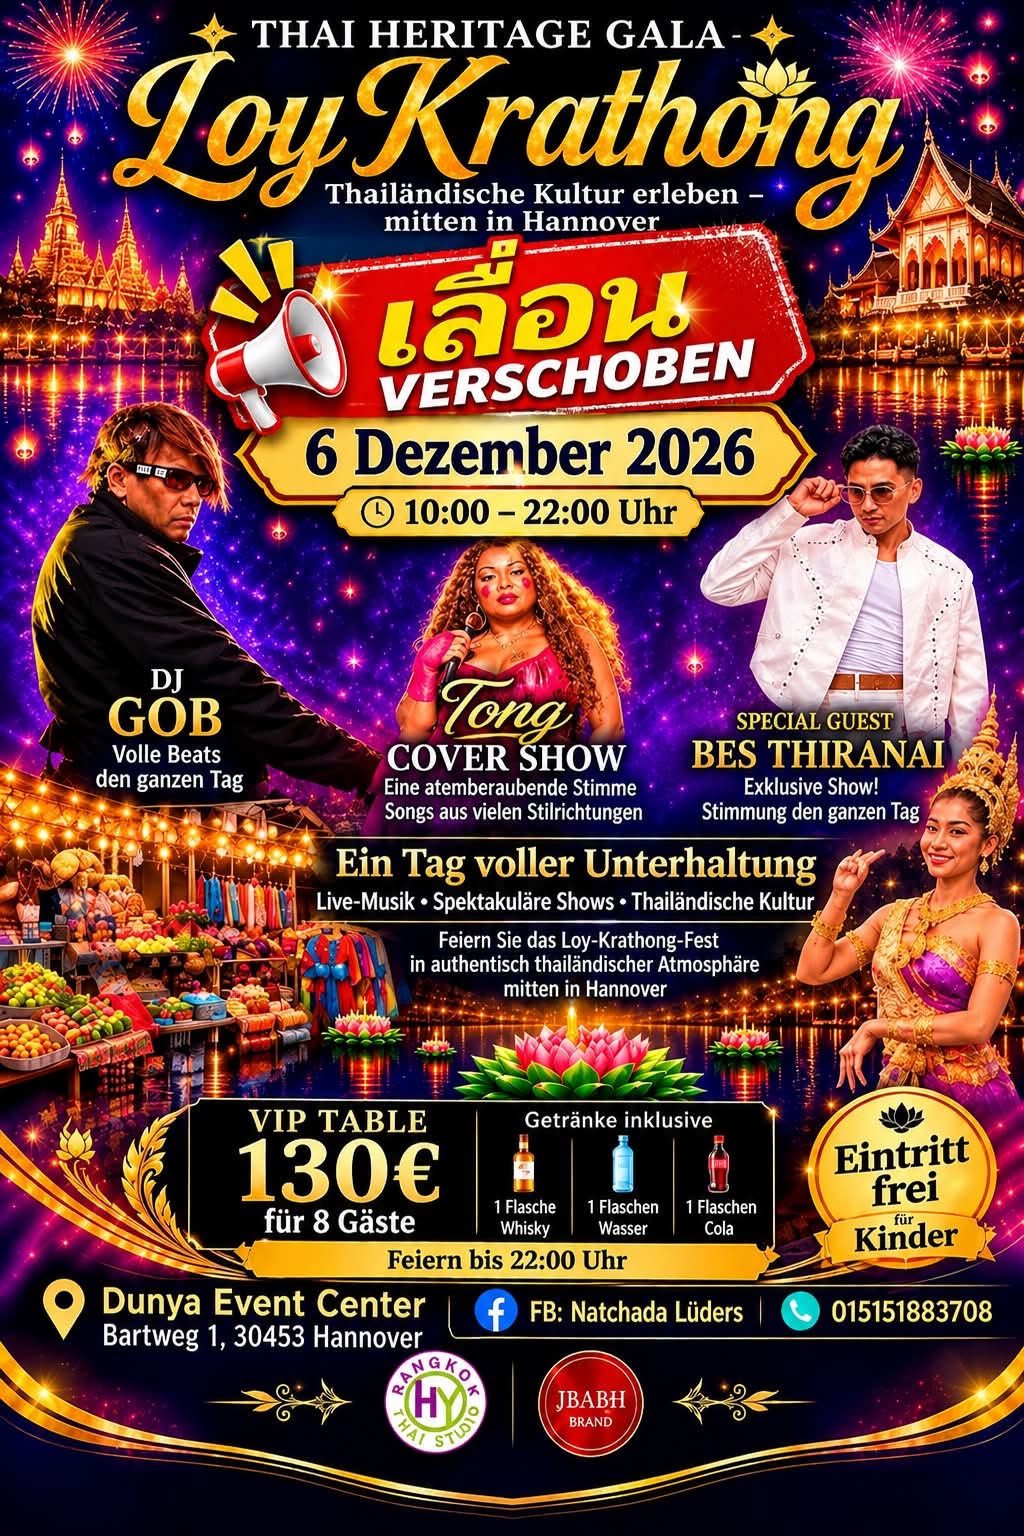 THAI HERITAGE GALA -
Loy Krathong
Thailändische Kultur erleben –
mitten in Hannover
เลื่อน
VERSCHOBEN
6 Dezember 2026
10:00 – 22:00 Uhr
DJ
GOB
Volle Beats
den ganzen Tag
Tong
COVER SHOW
Eine atemberaubende Stimme
Songs aus vielen Stilrichtungen
SPECIAL GUEST
BES THIRANAI
Exklusive Show!
Stimmung den ganzen Tag
Ein Tag voller Unterhaltung
Live-Musik • Spektakuläre Shows • Thailändische Kultur
Feiern Sie das Loy-Krathong-Fest
in authentisch thailändischer Atmosphäre
mitten in Hannover
VIP TABLE
130€
für 8 Gäste
Getränke inklusive
1 Flasche
Whisky
1 Flaschen
Wasser
1 Flaschen
Cola
Feiern bis 22:00 Uhr
Eintritt
frei
für
Kinder
Dunya Event Center
Bartweg 1, 30453 Hannover
FB: Natchada Lüders
015151883708
RANGKOK
HY
THAI STUDIO
JBABH
BRAND